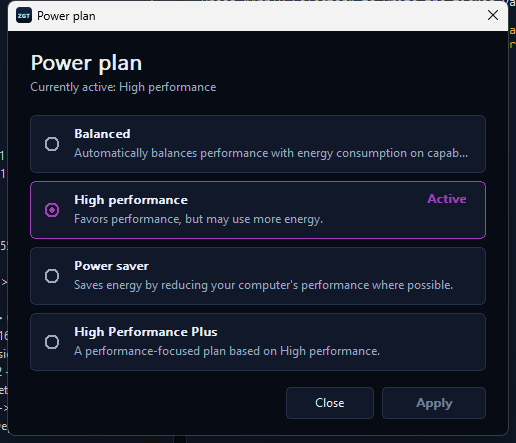 ZGT Power plan
Power plan
Currently active: High performance
Balanced
Automatically balances performance with energy consumption on capab...
High performance
Active
Favors performance, but may use more energy.
Power saver
Saves energy by reducing your computer's performance where possible.
High Performance Plus
A performance-focused plan based on High performance.
Close
Apply